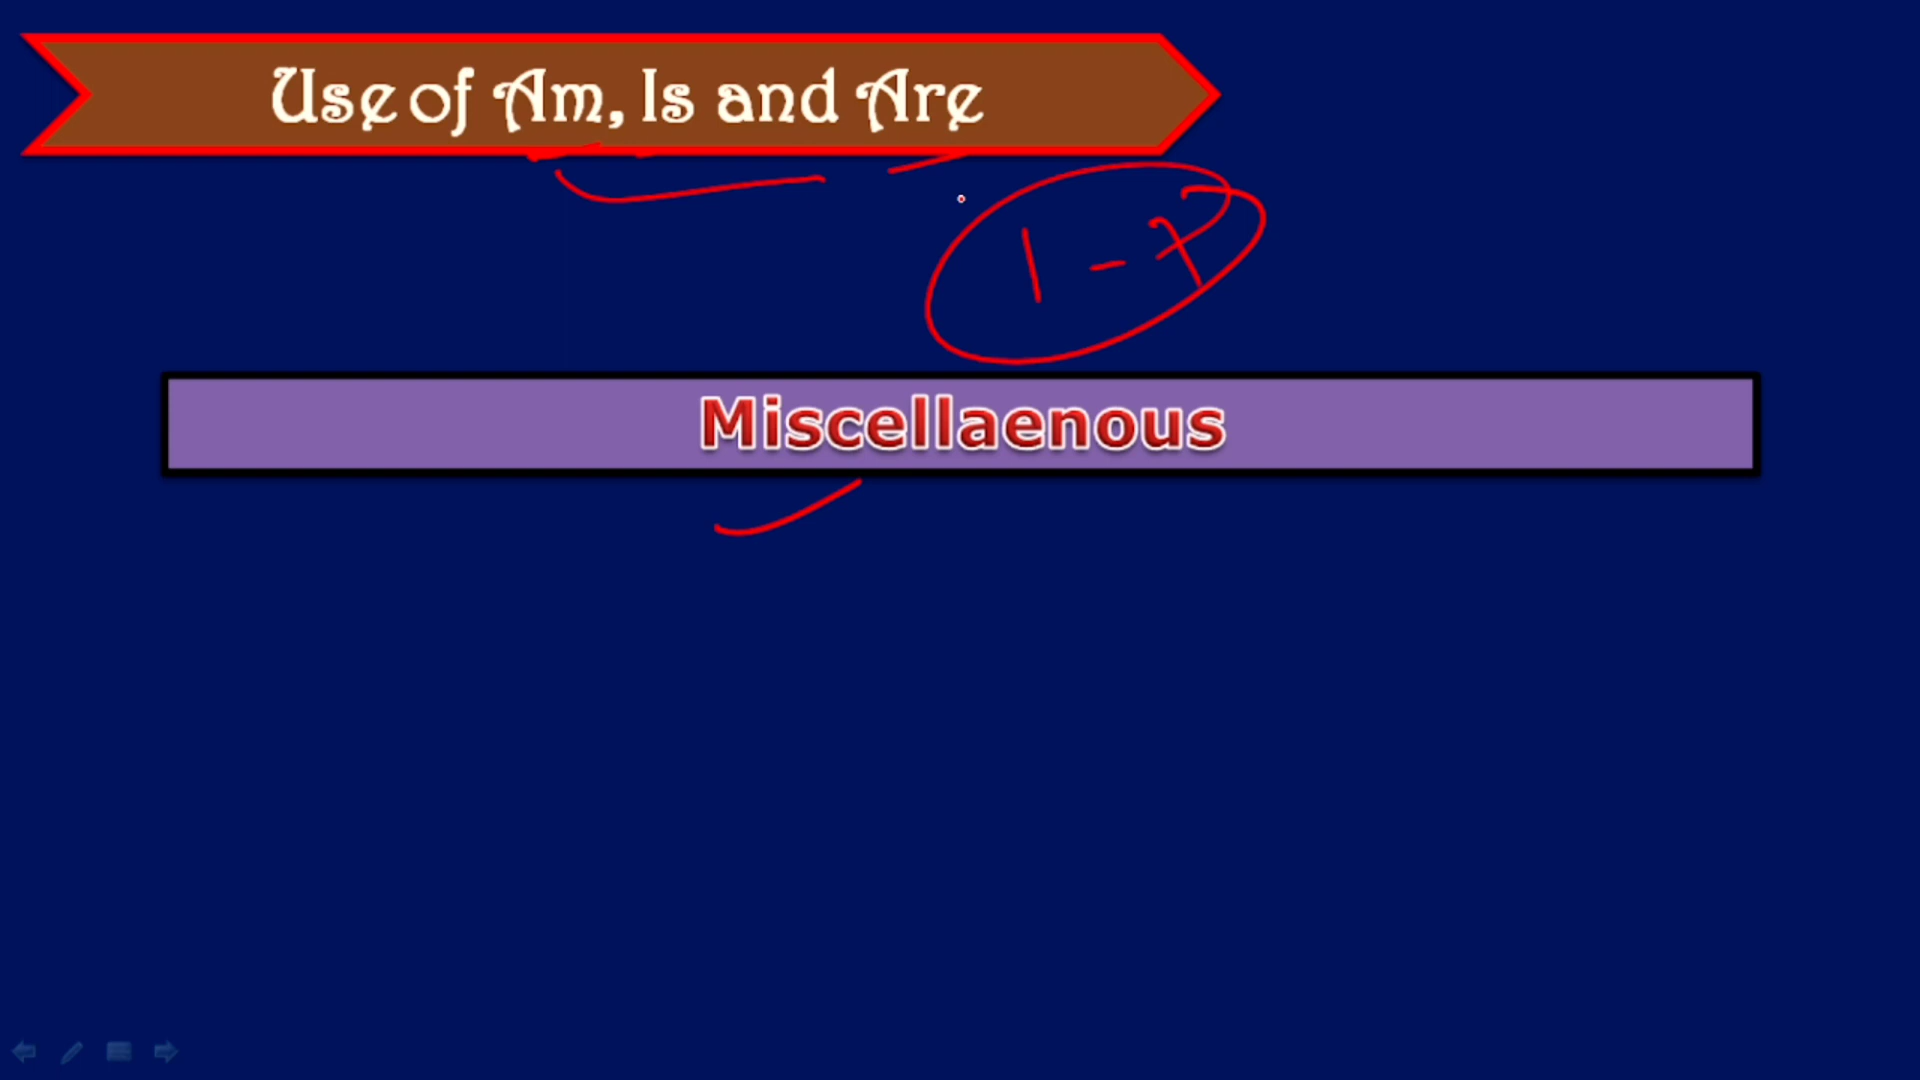 Use of Am, Is and Are
1 - 7
Miscellaenous